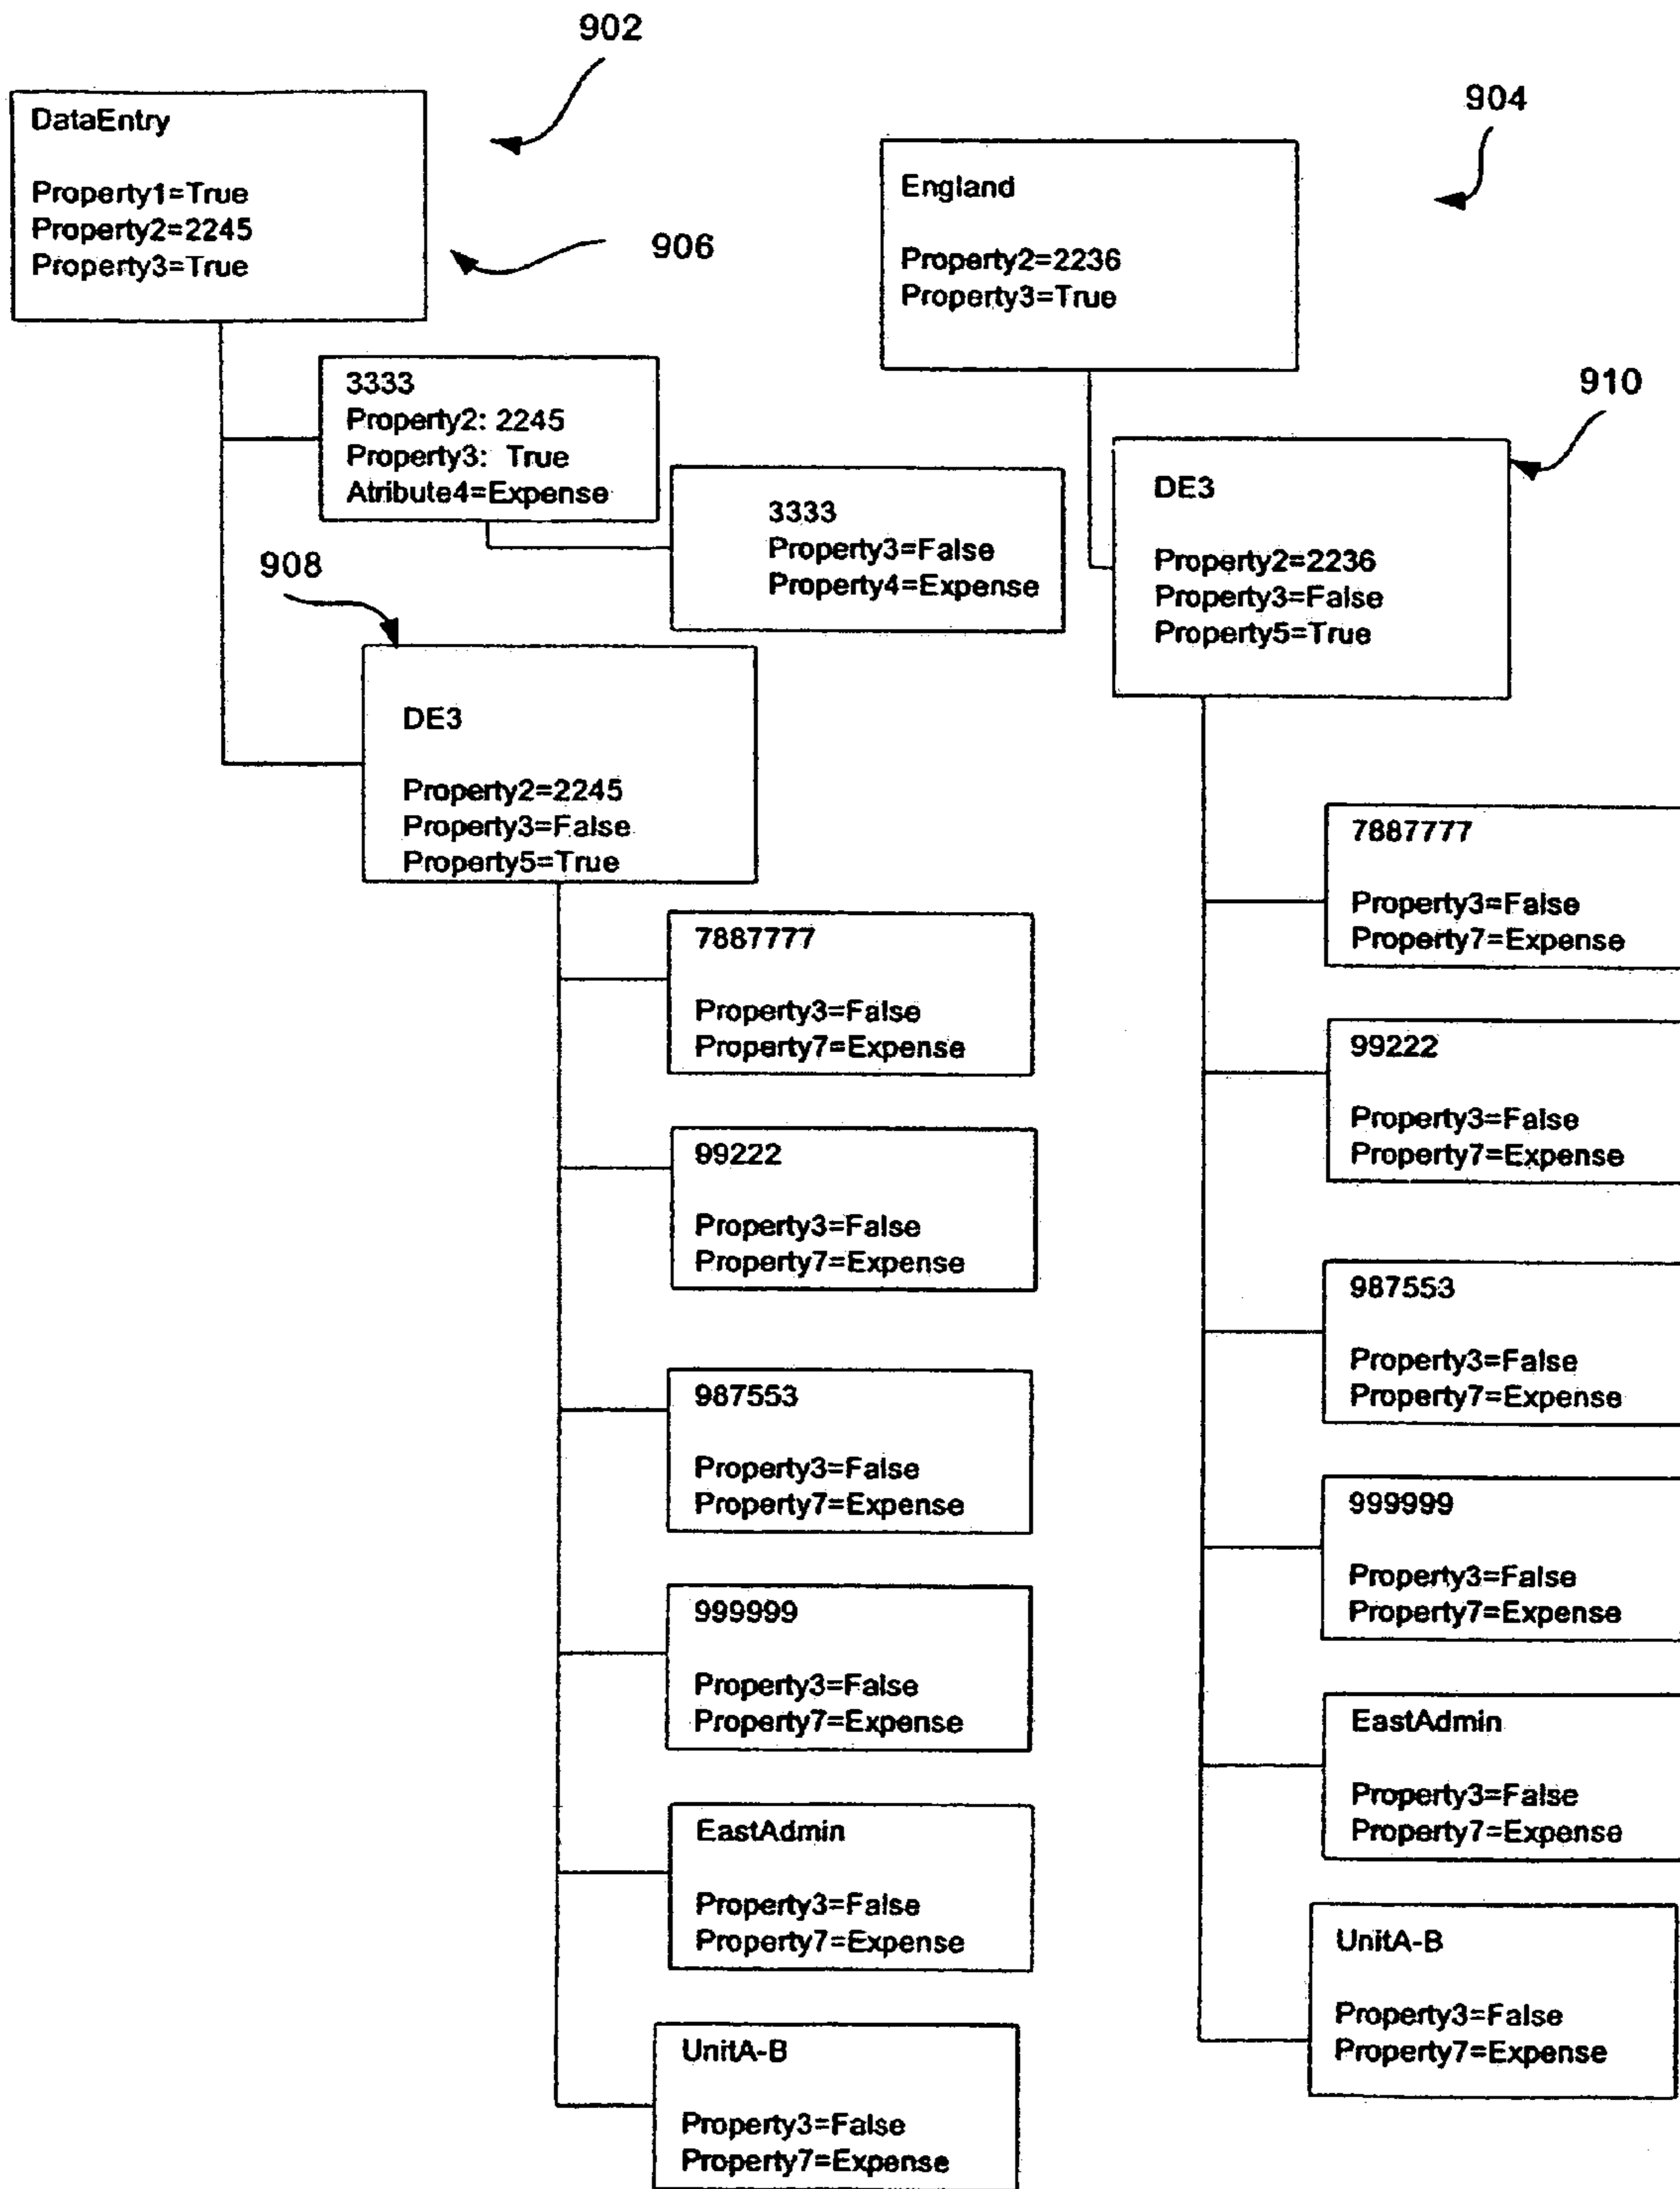 902
DataEntry
Property1=True
Property2=2245
Property3=True
906
3333
Property2: 2245
Property3: True
Atribute4=Expense
3333
Property3=False
Property4=Expense
908
DE3
Property2=2245
Property3=False
Property5=True
7887777
Property3=False
Property7=Expense
99222
Property3=False
Property7=Expense
987553
Property3=False
Property7=Expense
999999
Property3=False
Property7=Expense
EastAdmin
Property3=False
Property7=Expense
UnitA-B
Property3=False
Property7=Expense
904
England
Property2=2236
Property3=True
910
DE3
Property2=2236
Property3=False
Property5=True
7887777
Property3=False
Property7=Expense
99222
Property3=False
Property7=Expense
987553
Property3=False
Property7=Expense
999999
Property3=False
Property7=Expense
EastAdmin
Property3=False
Property7=Expense
UnitA-B
Property3=False
Property7=Expense